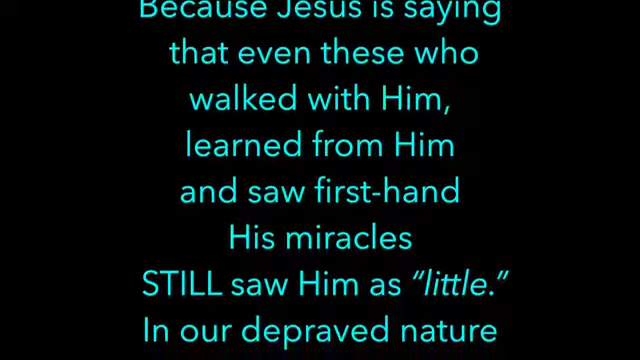 Because Jesus is saying
that even these who
walked with Him,
learned from Him
and saw first-hand
His miracles
STILL saw Him as “little.”
In our depraved nature